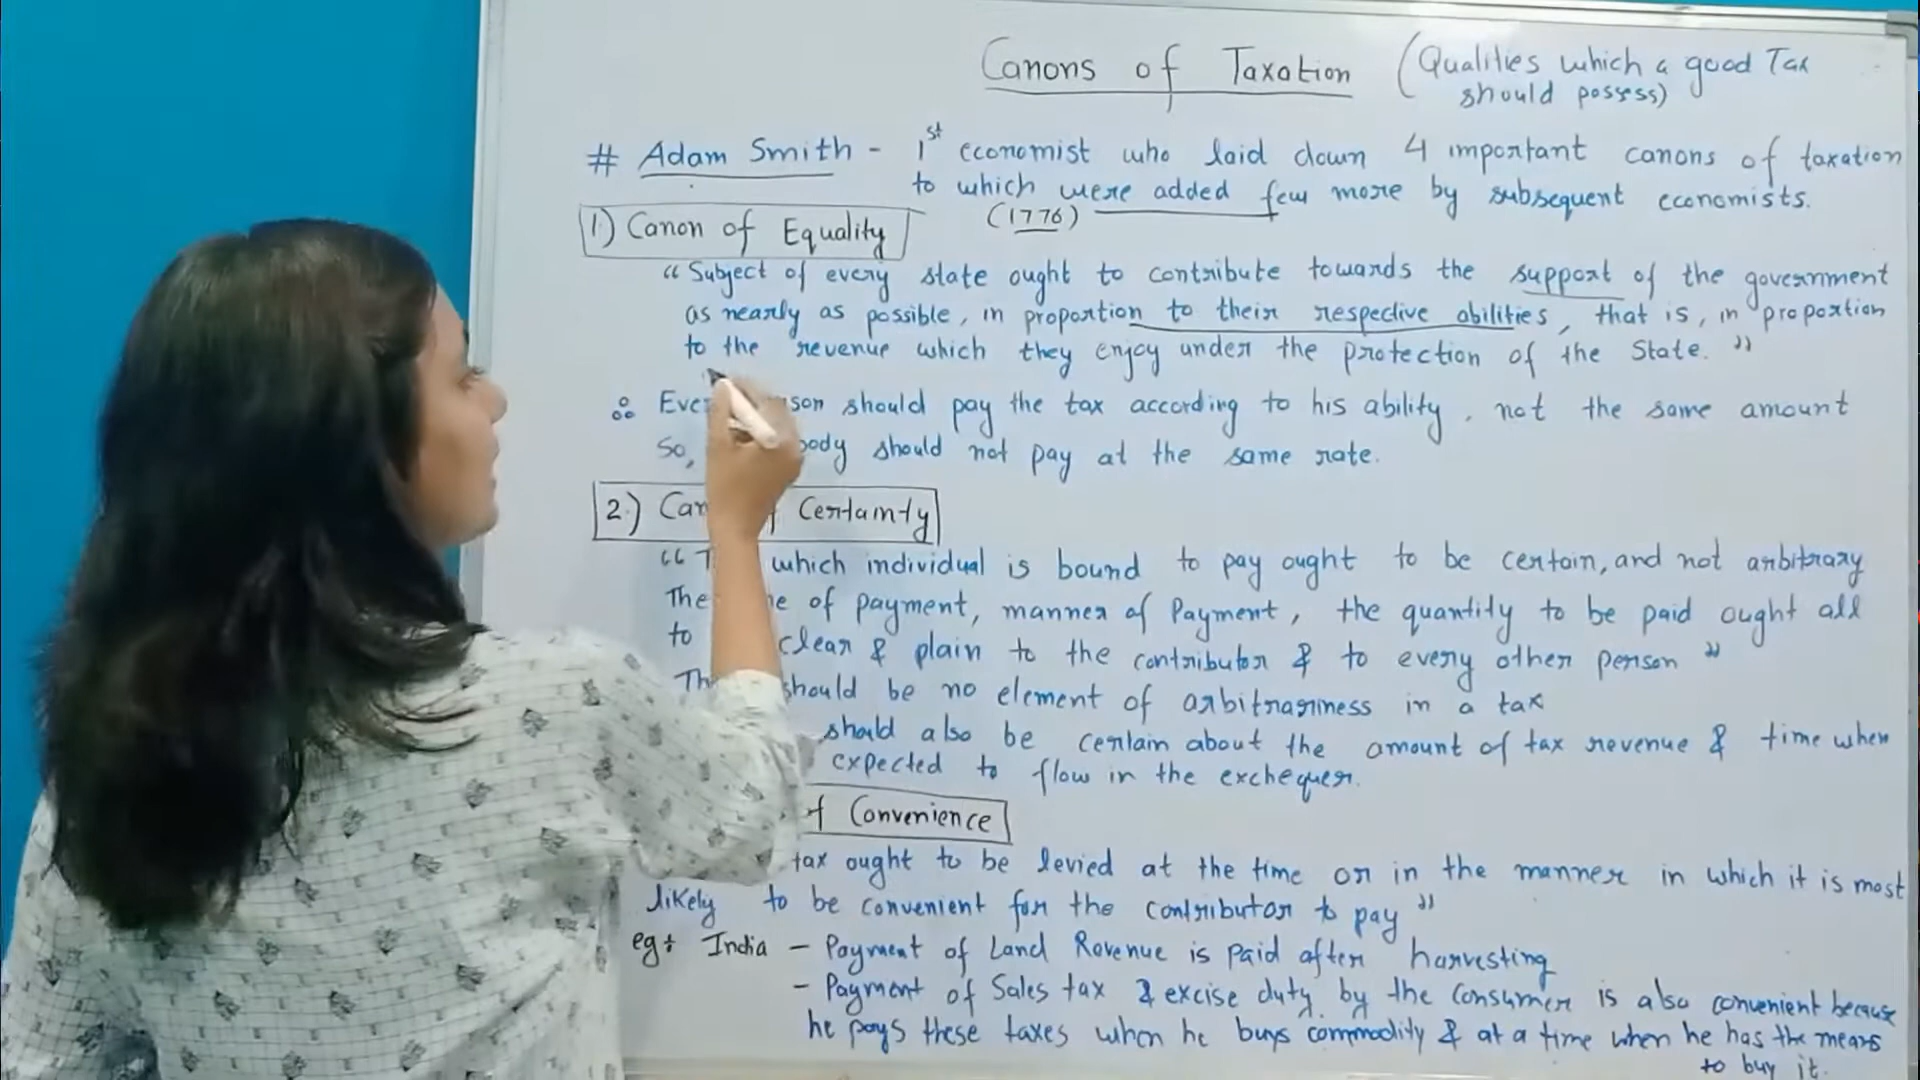 Canons of Taxation (Qualities which a good Tax
should possess)
# Adam Smith - 1st economist who laid down 4 important canons of taxation
to which were added few more by subsequent economists.
(1776)
1) Canon of Equality
"Subject of every state ought to contribute towards the support of the government
as nearly as possible, in proportion to their respective abilities, that is, in proportion
to the revenue which they enjoy under the protection of the State."
Eve son should pay the tax according to his ability, not the same amount
So, body should not pay at the same rate.
2.) Can f Certainty
"T which individual is bound to pay ought to be certain, and not arbitrary
The e of payment, manner of Payment, the quantity to be paid ought all
to clear & plain to the contributor & to every other person"
Th should be no element of arbitrariness in a tax
should also be certain about the amount of tax revenue & time when
expected to flow in the exchequer.
of Convenience
tax ought to be levied at the time or in the manner in which it is most
likely to be convenient for the contributor to pay"
eg: India - Payment of Land Revenue is paid after harvesting
- Payment of Sales tax & excise duty by the consumer is also convenient because
he pays these taxes when he buys commodity & at a time when he has the means
to buy it.